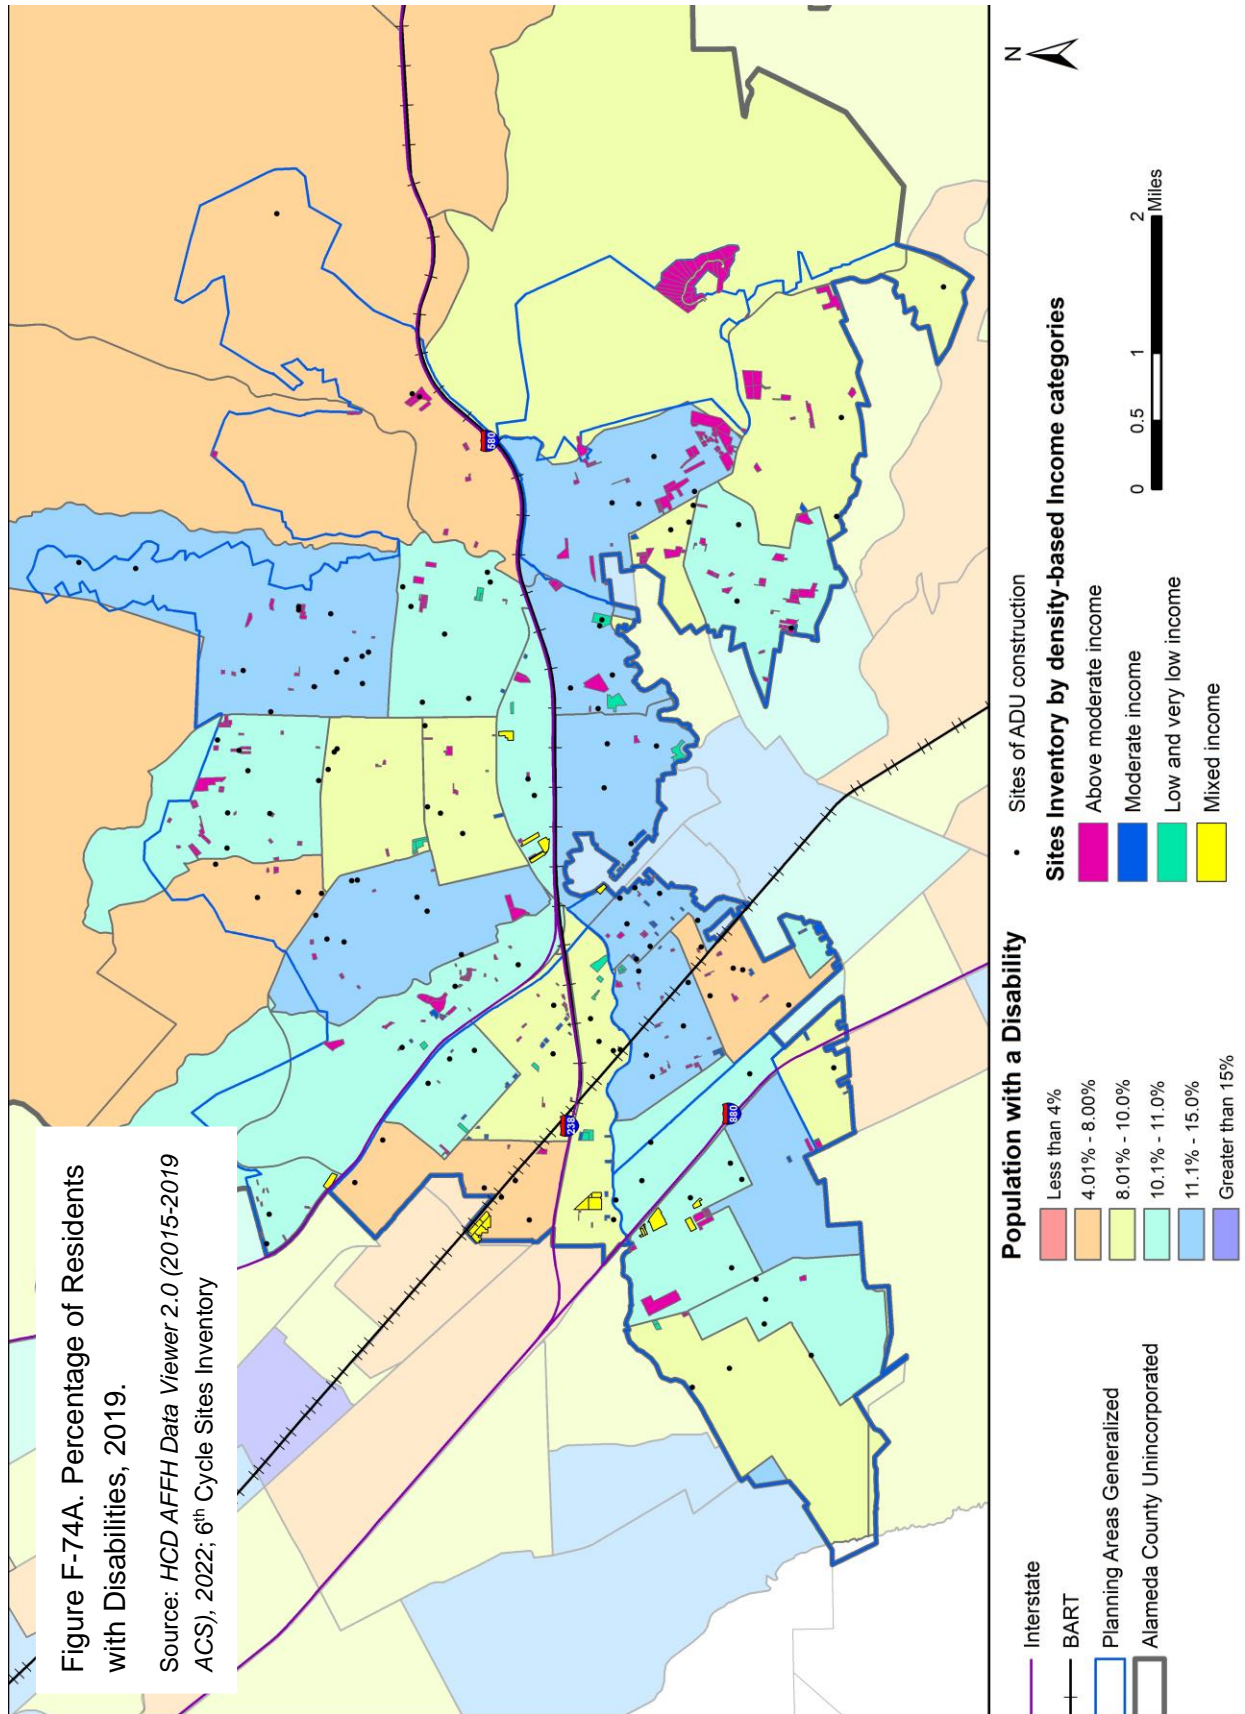 Figure F-74A. Percentage of Residents
with Disabilities, 2019.
Source: HCD AFFH Data Viewer 2.0 (2015-2019
ACS), 2022; 6th Cycle Sites Inventory
238
880
580
N
Interstate
BART
Planning Areas Generalized
Alameda County Unincorporated
Population with a Disability
Less than 4%
4.01% - 8.00%
8.01% - 10.0%
10.1% - 11.0%
11.1% - 15.0%
Greater than 15%
Sites of ADU construction
Sites Inventory by density-based Income categories
Above moderate income
Moderate income
Low and very low income
Mixed income
0 0.5 1 2
Miles